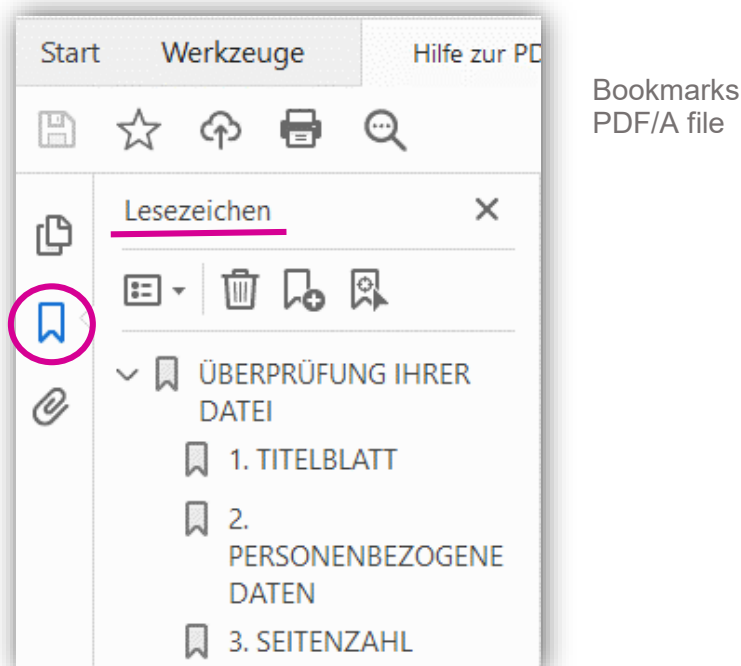 Start Werkzeuge Hilfe zur PD
Bookmarks
PDF/A file
Lesezeichen
ÜBERPRÜFUNG IHRER
DATEI
1. TITELBLATT
2.
PERSONENBEZOGENE
DATEN
3. SEITENZAHL